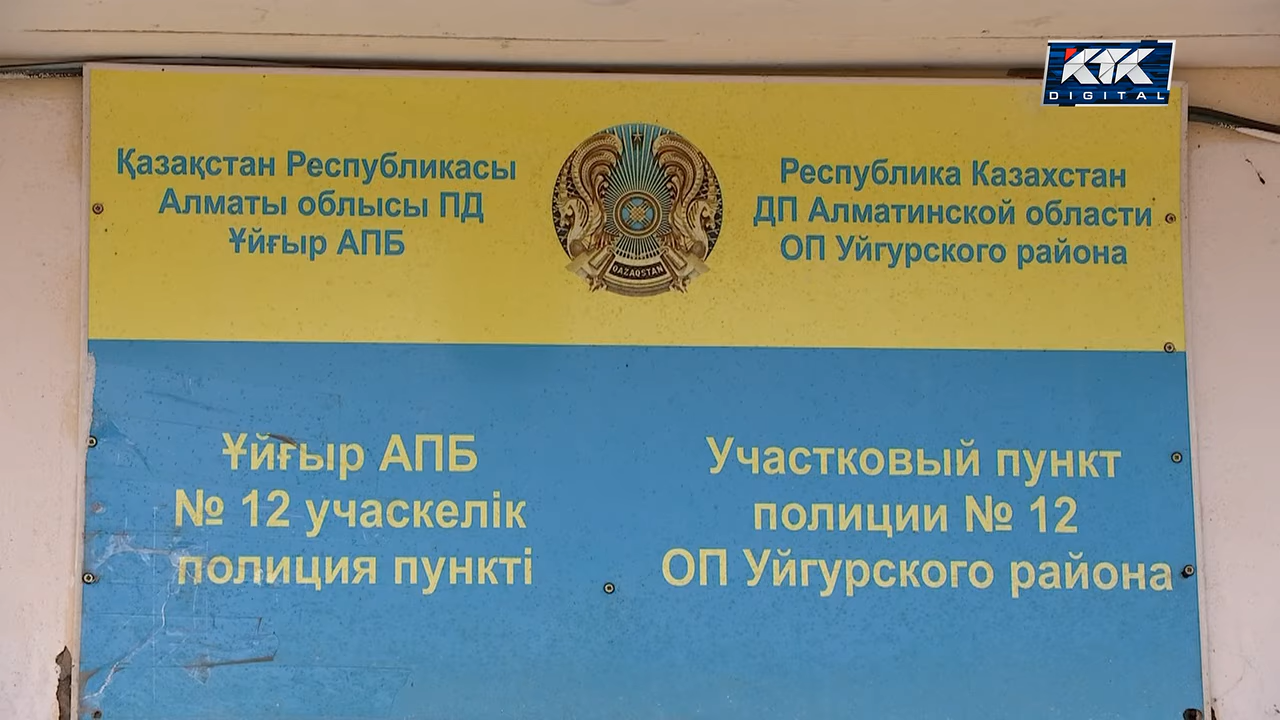 KTK
DIGITAL
Қазақстан Республикасы
Алматы облысы ПД
Ұйғыр АПБ
QAZAQSTAN
Республика Казахстан
ДП Алматинской области
ОП Уйгурского района
Ұйғыр АПБ
№ 12 учаскелік
полиция пункті
Участковый пункт
полиции № 12
ОП Уйгурского района